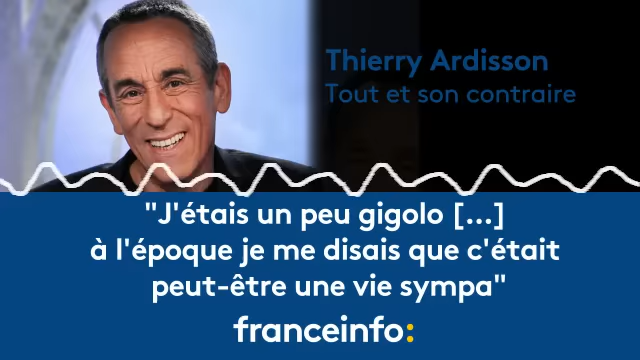 Thierry Ardisson
Tout et son contraire
"J'étais un peu gigolo [...]
à l'époque je me disais que c'était
peut-être une vie sympa"
franceinfo: